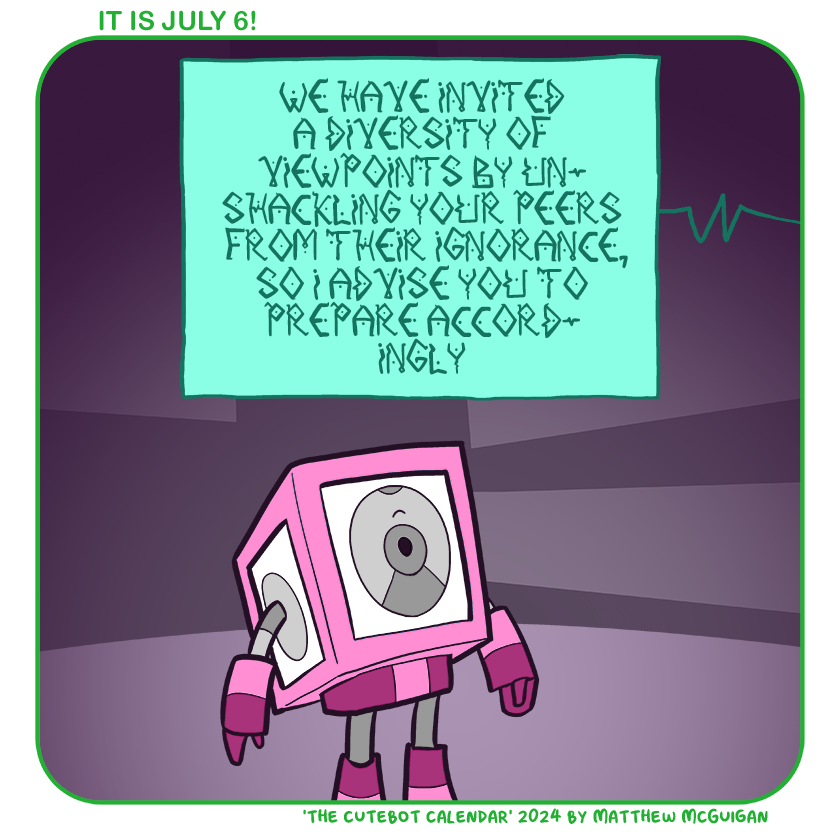 IT IS JULY 6!
WE HAVE INVITED
A DIVERSITY OF
VIEWPOINTS BY UN-
SHACKLING YOUR PEERS
FROM THEIR IGNORANCE,
SO I ADVISE YOU TO
PREPARE ACCORD-
INGLY
'THE CUTEBOT CALENDAR' 2024 BY MATTHEW MCGUIGAN